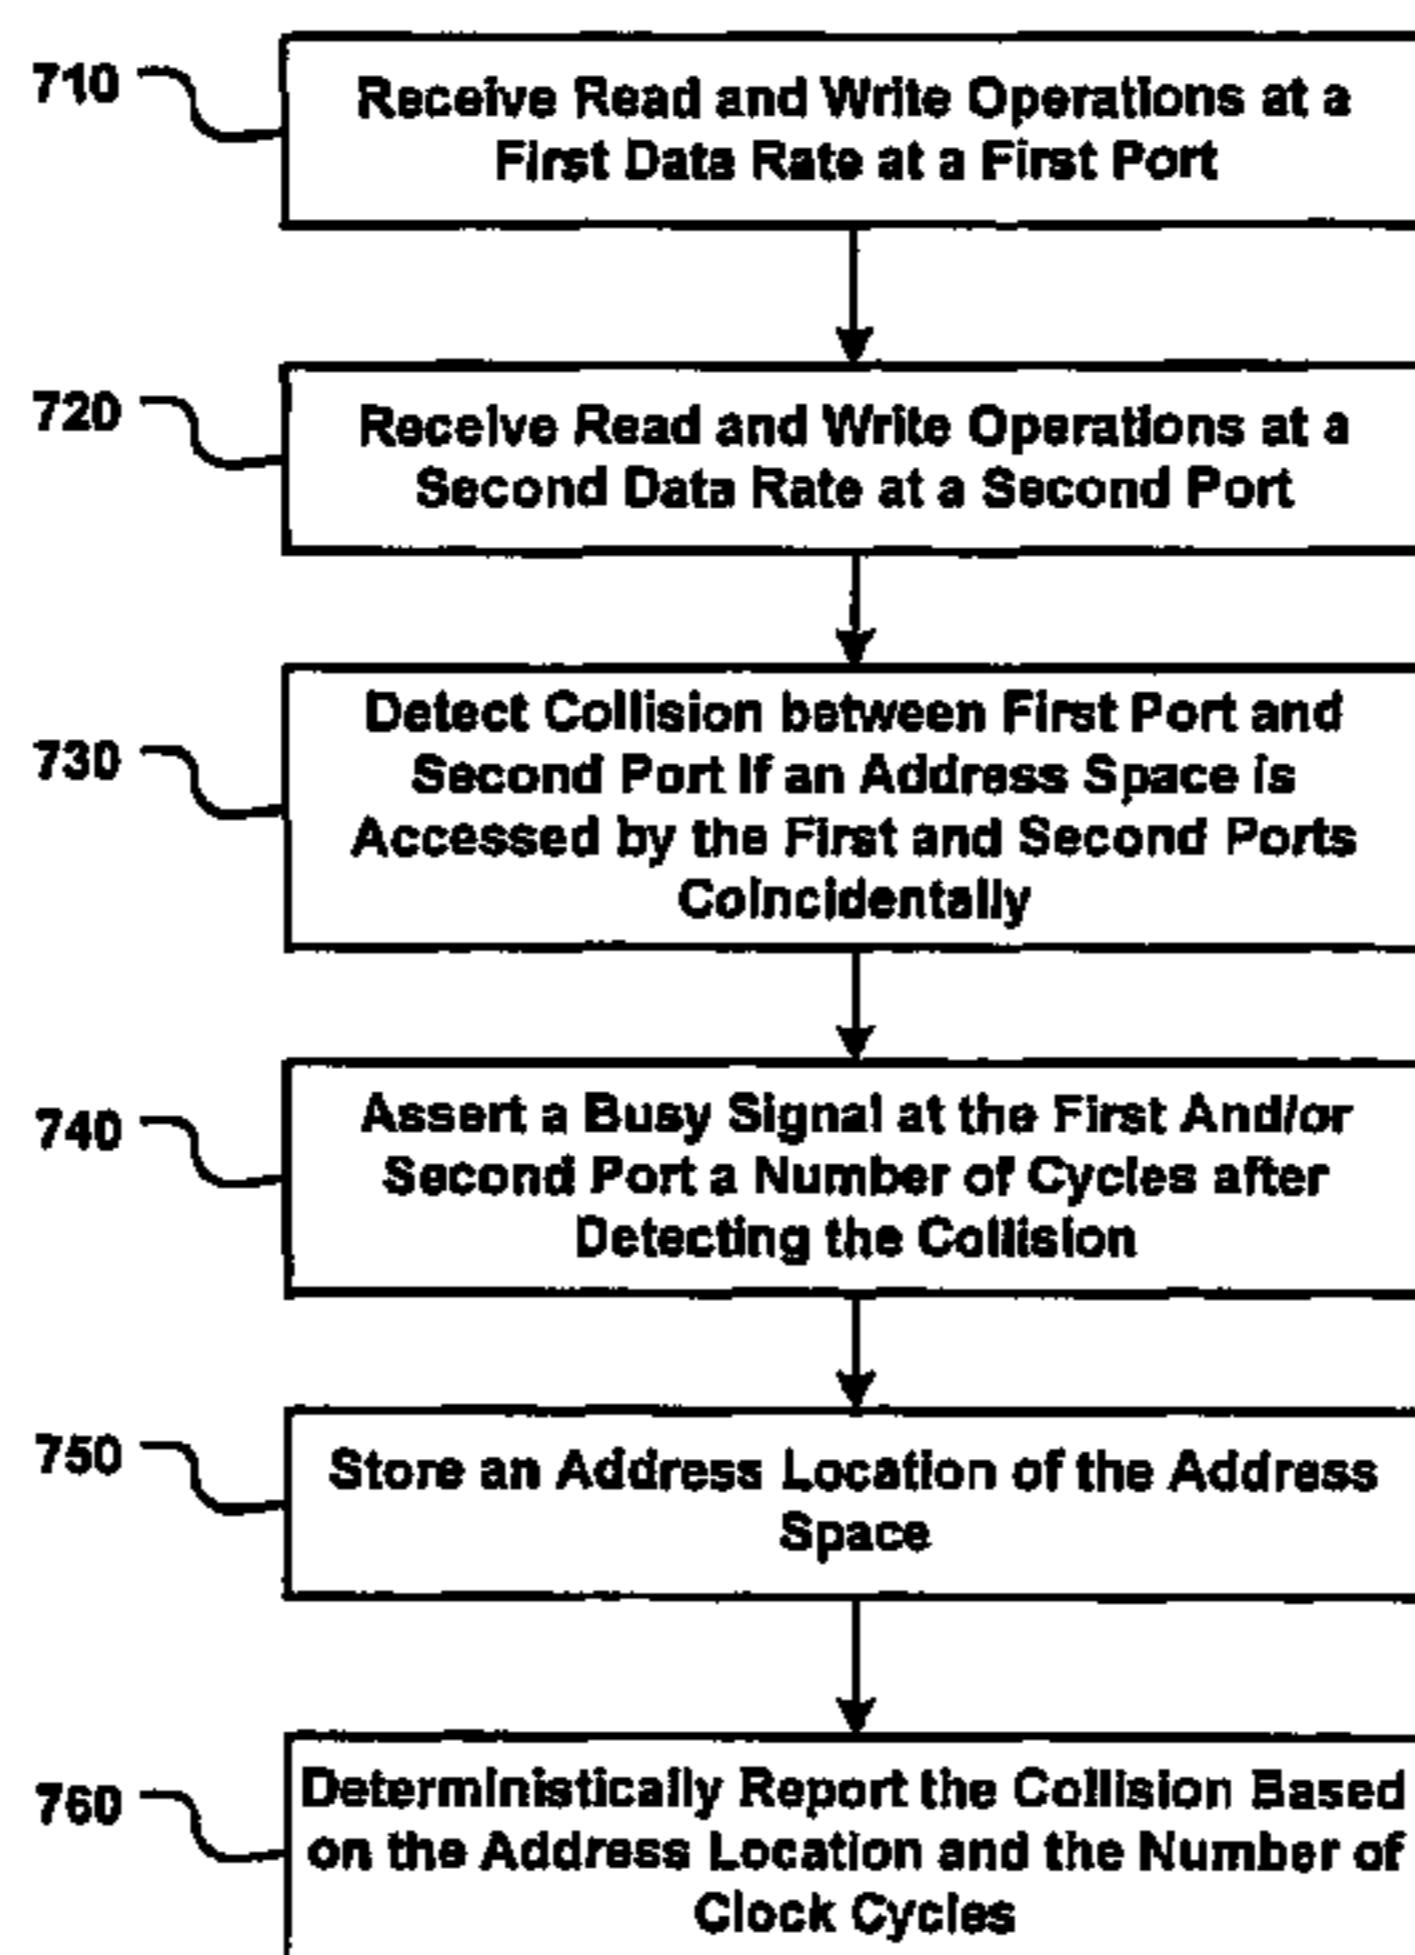 710
Receive Read and Write Operations at a
First Data Rate at a First Port
720
Receive Read and Write Operations at a
Second Data Rate at a Second Port
730
Detect Collision between First Port and
Second Port If an Address Space is
Accessed by the First and Second Ports
Coincidentally
740
Assert a Busy Signal at the First And/or
Second Port a Number of Cycles after
Detecting the Collision
750
Store an Address Location of the Address
Space
760
Deterministically Report the Collision Based
on the Address Location and the Number of
Clock Cycles